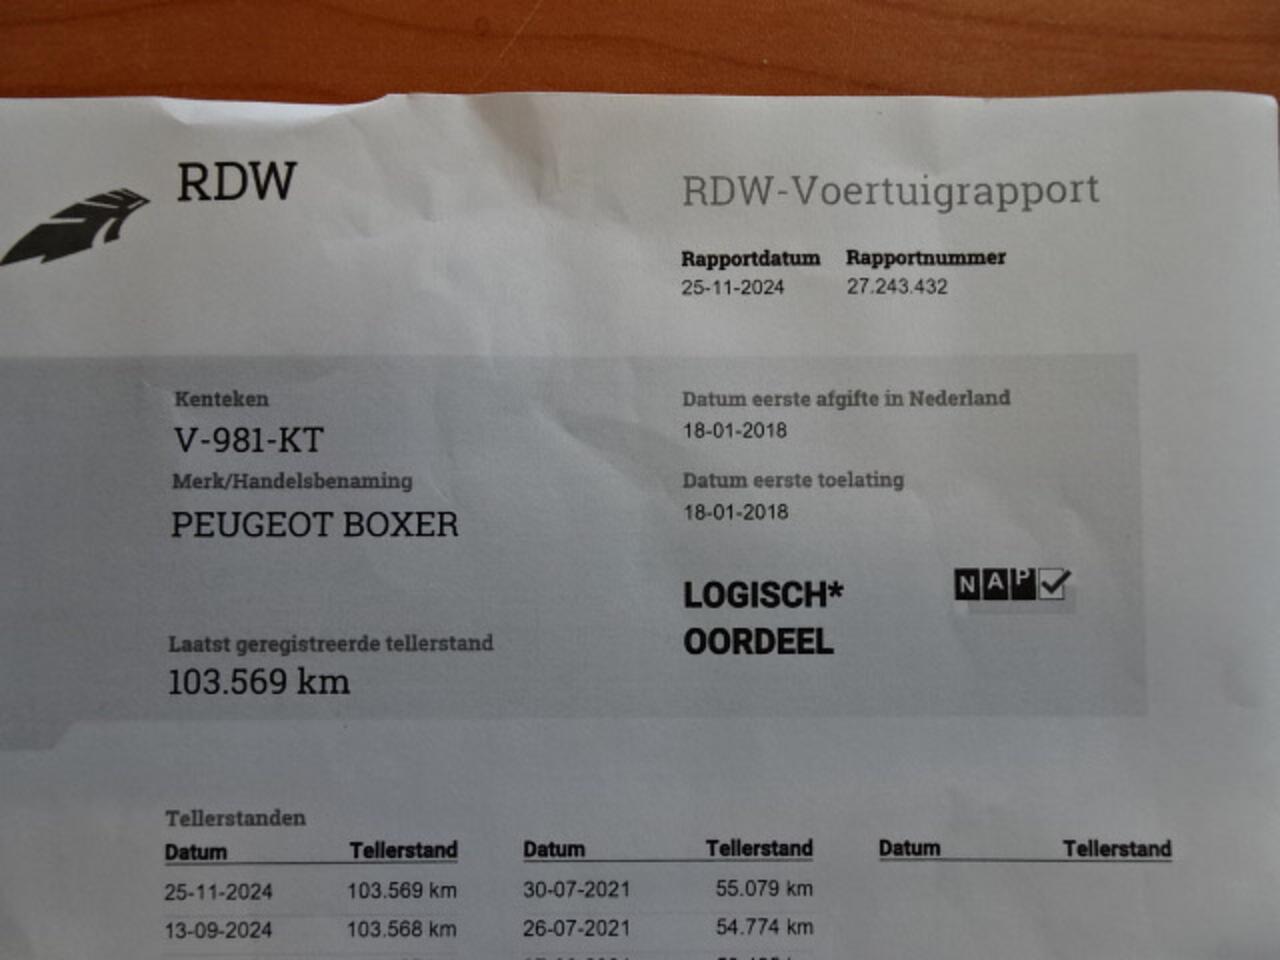 RDW
RDW-Voertuigrapport
Rapportdatum Rapportnummer
25-11-2024 27.243.432
Kenteken
V-981-KT
Merk/Handelsbenaming
PEUGEOT BOXER
Laatst geregistreerde tellerstand
103.569 km
Datum eerste afgifte in Nederland
18-01-2018
Datum eerste toelating
18-01-2018
LOGISCH*
OORDEEL
NAP
Tellerstanden
Datum Tellerstand Datum Tellerstand Datum Tellerstand
25-11-2024 103.569 km 30-07-2021 55.079 km
13-09-2024 103.568 km 26-07-2021 54.774 km